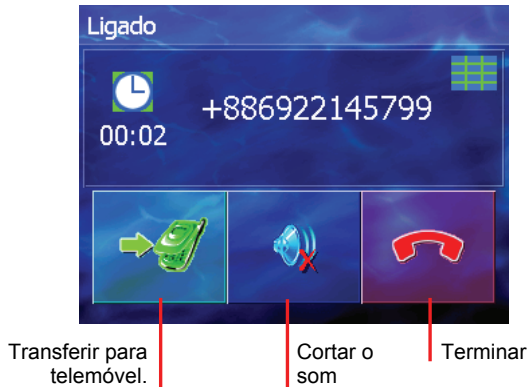 Ligado
00:02
+886922145799
Transferir para
telemóvel.
Cortar o
som
Terminar